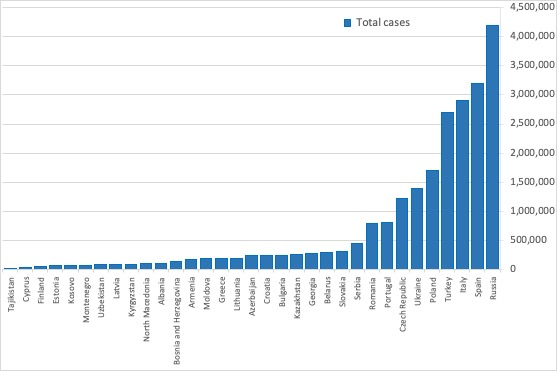 Total cases
4,500,000
4,000,000
3,500,000
3,000,000
2,500,000
2,000,000
1,500,000
1,000,000
500,000
0
Tajikistan
Cyprus
Finland
Estonia
Kosovo
Montenegro
Uzbekistan
Latvia
Kyrgyzstan
North Macedonia
Albania
Bosnia and Herzegovina
Armenia
Moldova
Greece
Lithuania
Azerbaijan
Croatia
Bulgaria
Kazakhstan
Georgia
Belarus
Slovakia
Serbia
Romania
Portugal
Czech Republic
Ukraine
Poland
Turkey
Italy
Spain
Russia